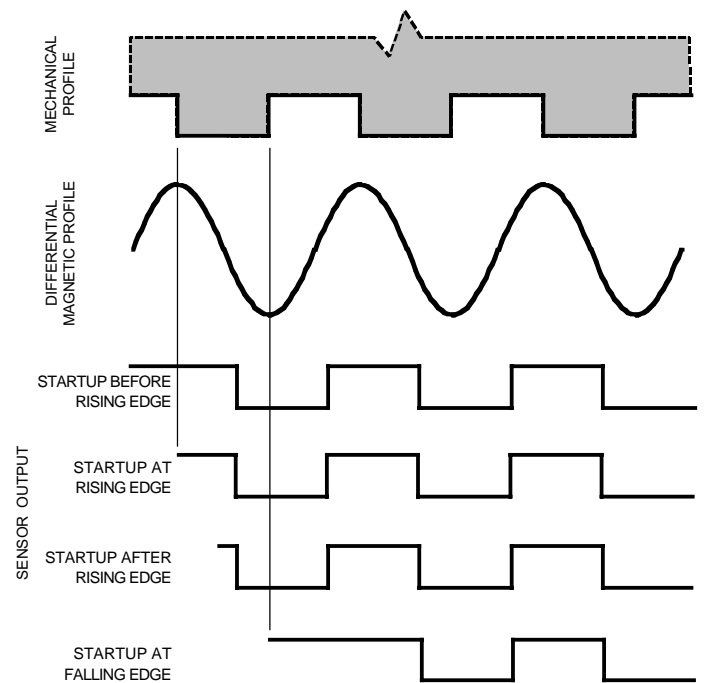 MECHANICAL
PROFILE
DIFFERENTIAL
MAGNETIC PROFILE
SENSOR OUTPUT
STARTUP BEFORE
RISING EDGE
STARTUP AT
RISING EDGE
STARTUP AFTER
RISING EDGE
STARTUP AT
FALLING EDGE